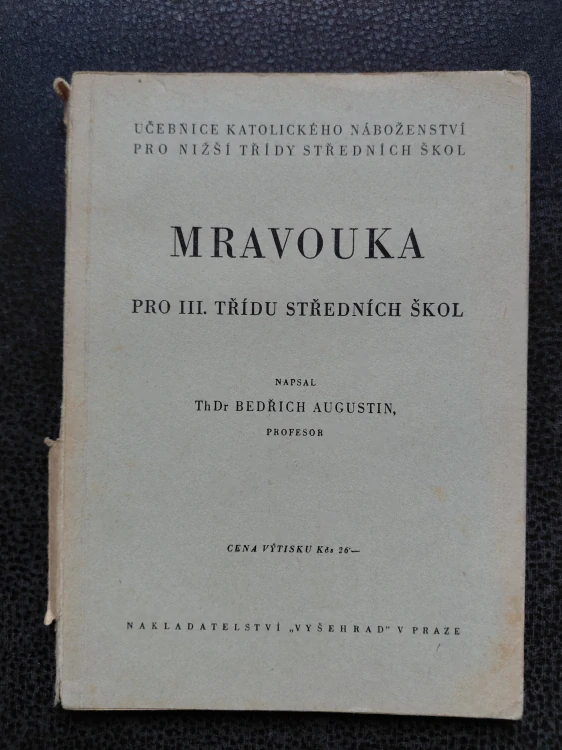 UČEBNICE KATOLICKÉHO NÁBOŽENSTVÍ
PRO NIŽŠÍ TŘÍDY STŘEDNÍCH ŠKOL
MRAVOUKA
PRO III. TŘÍDU STŘEDNÍCH ŠKOL
NAPSAL
ThDr BEDŘICH AUGUSTIN,
PROFESOR
CENA VÝTISKU Kčs 26·—
NAKLADATELSTVÍ „VYŠEHRAD" V PRAZE